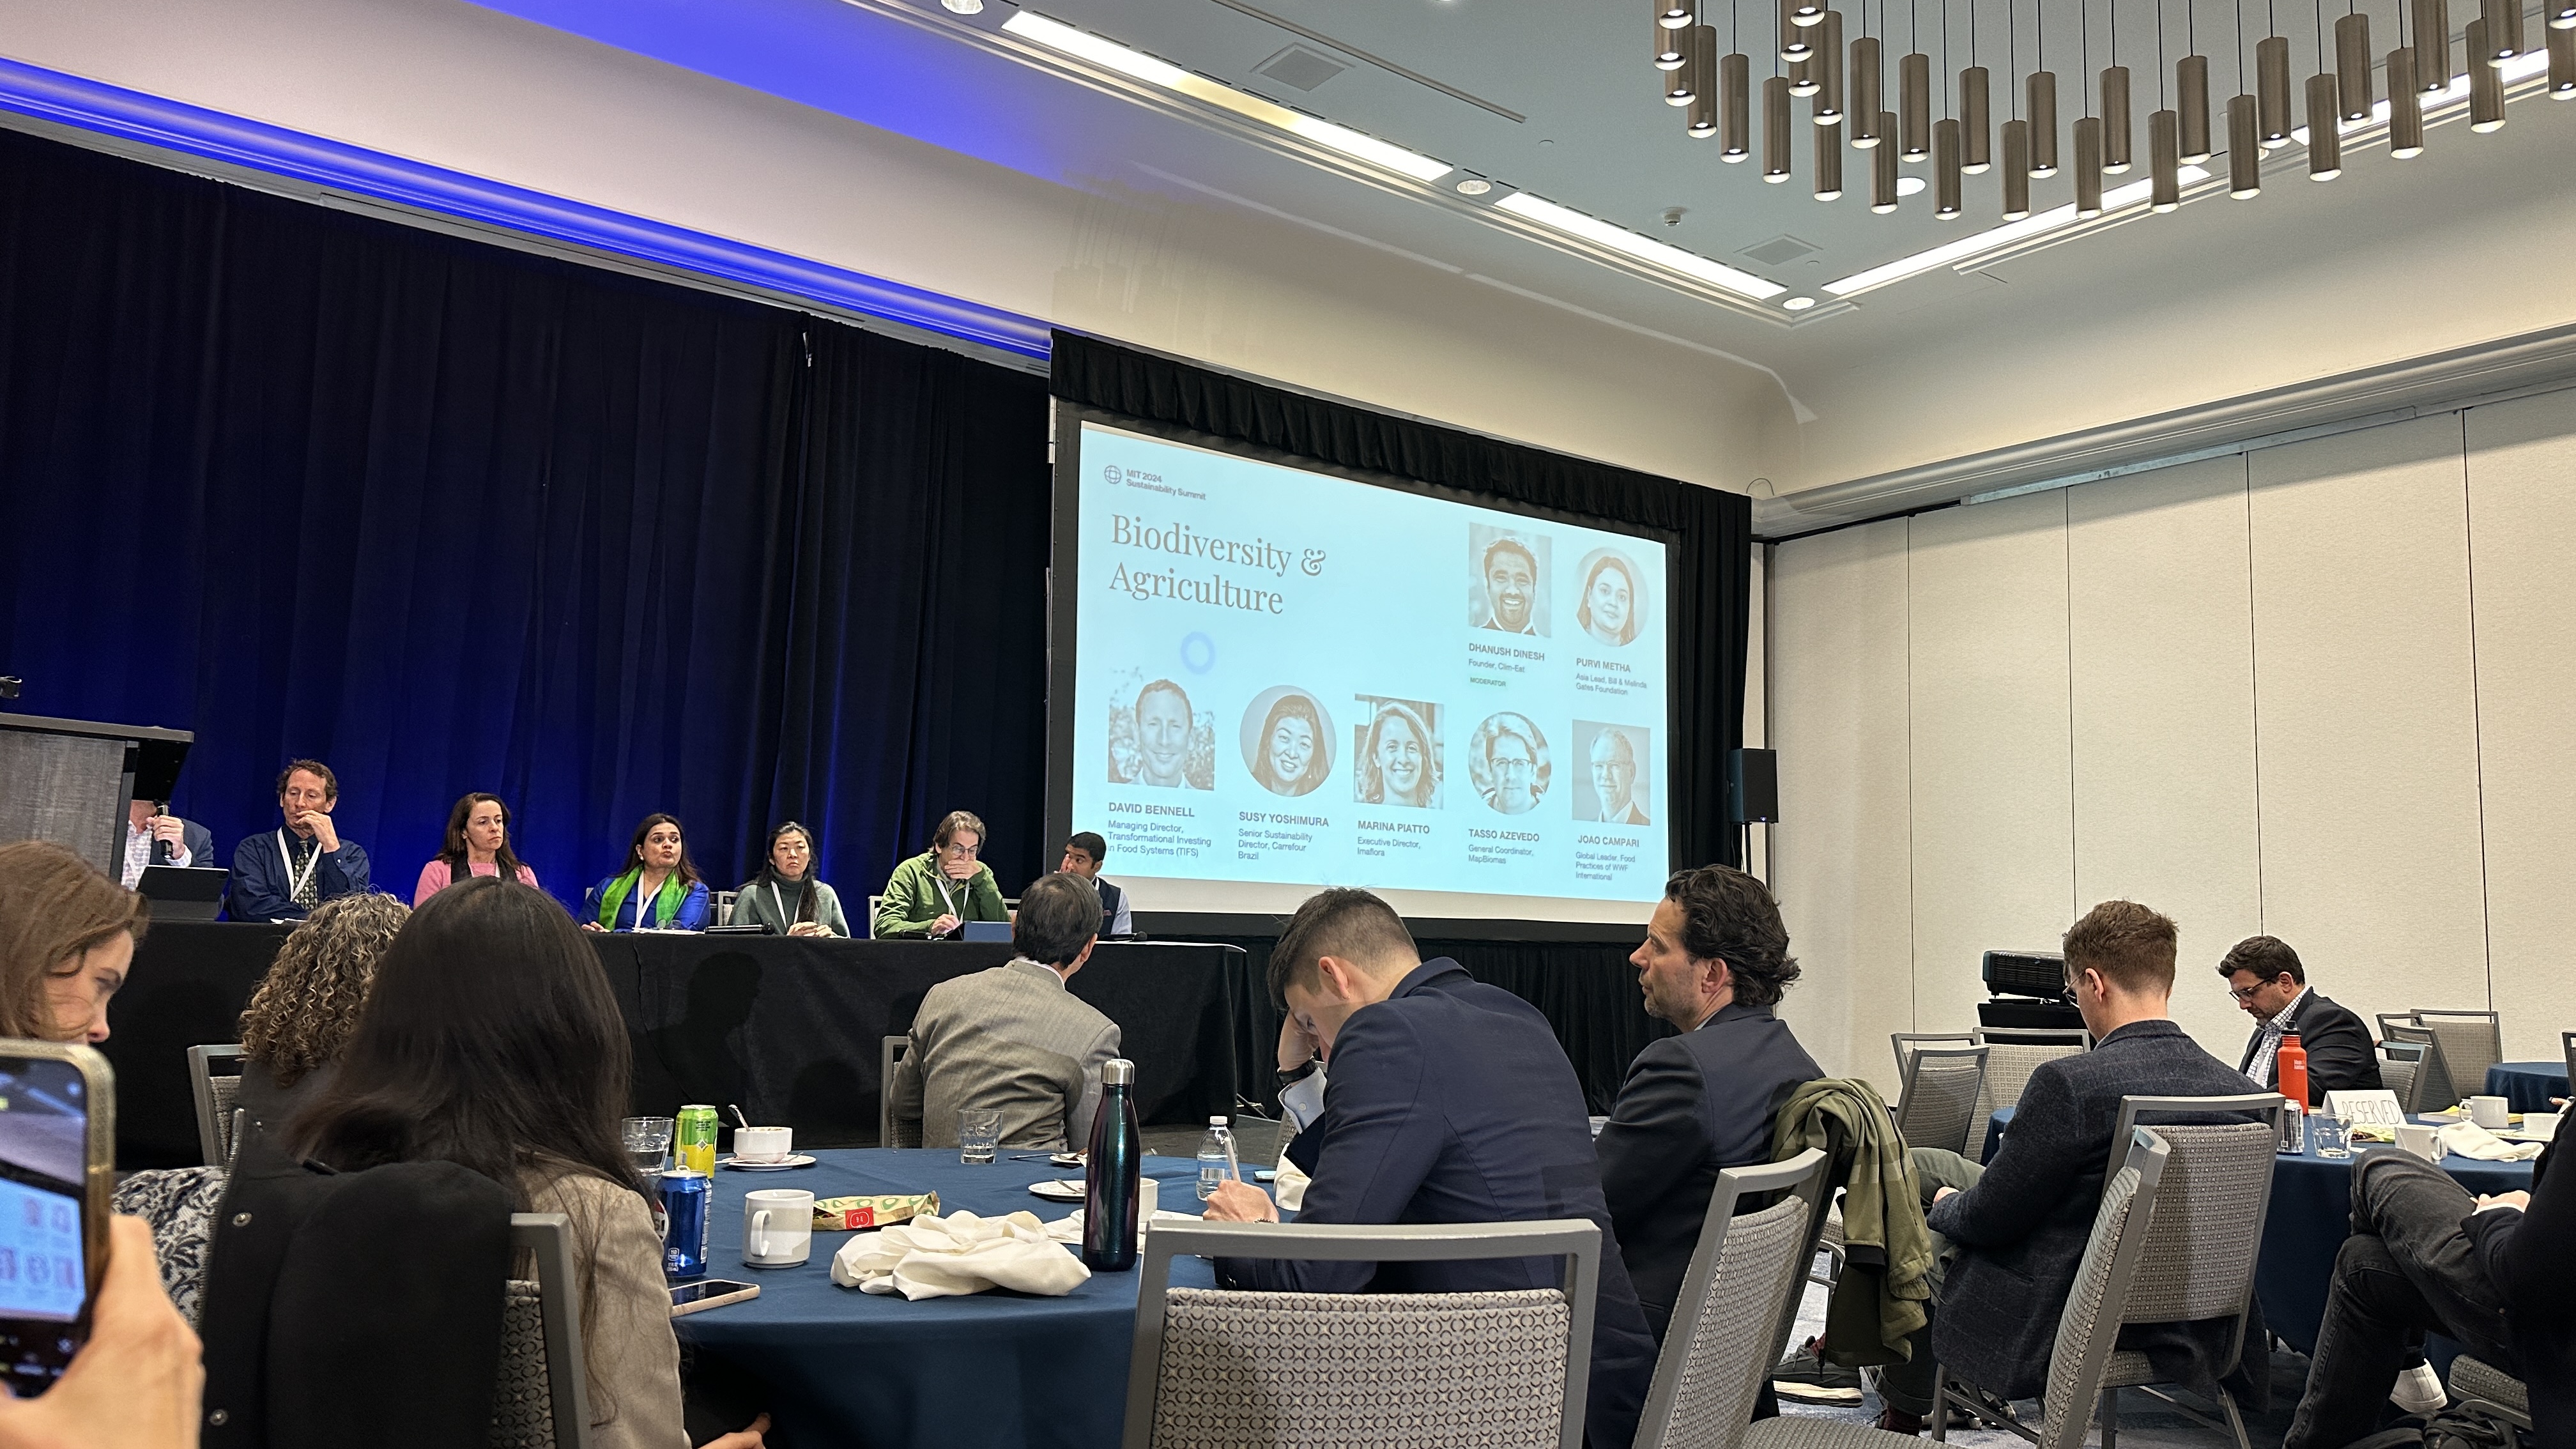 MIT 2024
Sustainability Summit
Biodiversity &
Agriculture
DHANUSH DINESH
Founder, Clim-Eat
MODERATOR
PURVI METHA
Asia Lead, Bill & Melinda
Gates Foundation
DAVID BENNELL
Managing Director,
Transformational Investing
in Food Systems (TIFS)
SUSY YOSHIMURA
Senior Sustainability
Director, Carrefour
Brazil
MARINA PIATTO
Executive Director,
Imaflora
TASSO AZEVEDO
General Coordinator,
MapBiomas
JOAO CAMPARI
Global Leader, Food
Practices of WWF
International
RESERVED